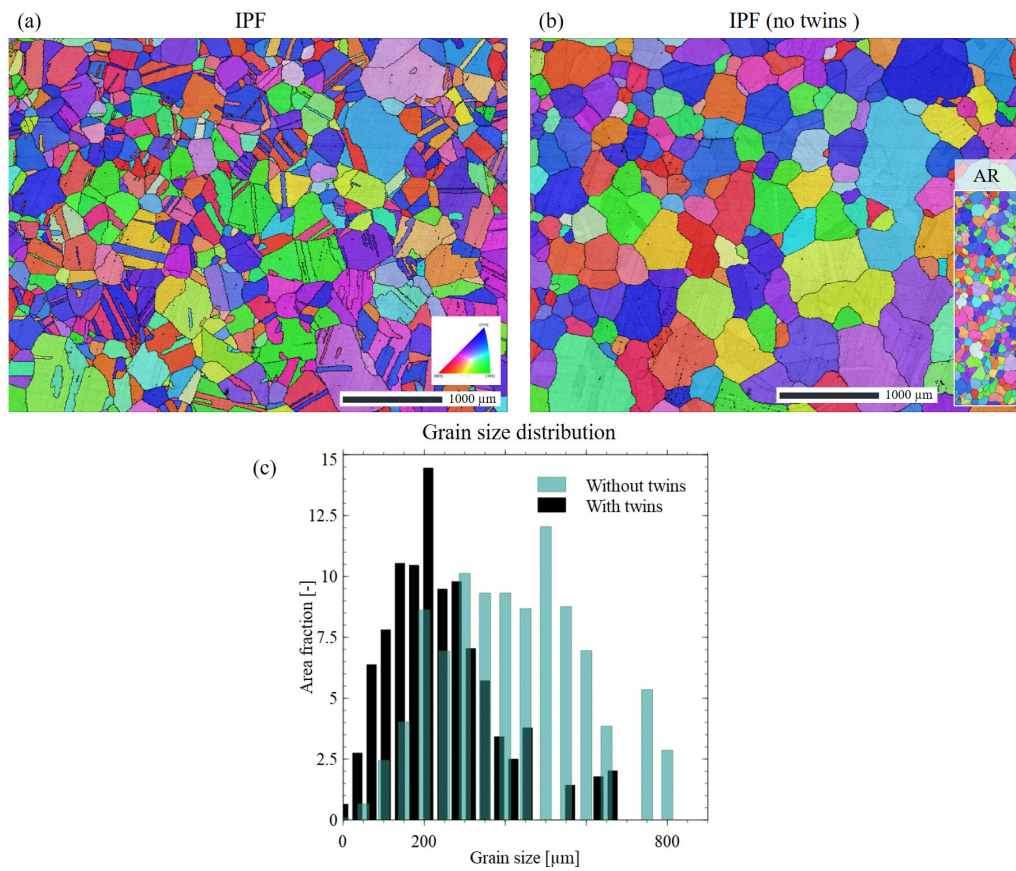 (a)
IPF
(b)
IPF (no twins )
AR
1000 µm
1000 µm
Grain size distribution
(c)
15
12.5
10
7.5
5
2.5
0
Area fraction [-]
Without twins
With twins
0
200
800
Grain size [µm]